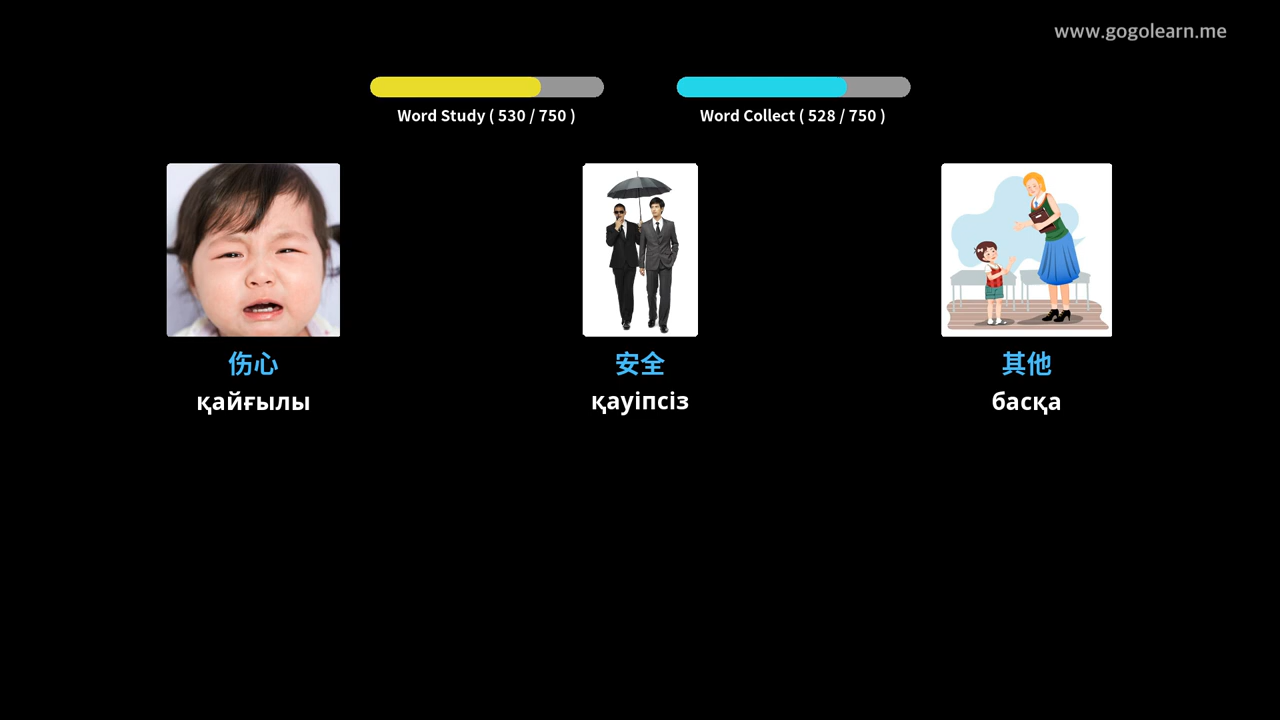 www.gogolearn.me
Word Study ( 530 / 750 )
Word Collect ( 528 / 750 )
伤心
қайғылы
安全
қауіпсіз
其他
басқа